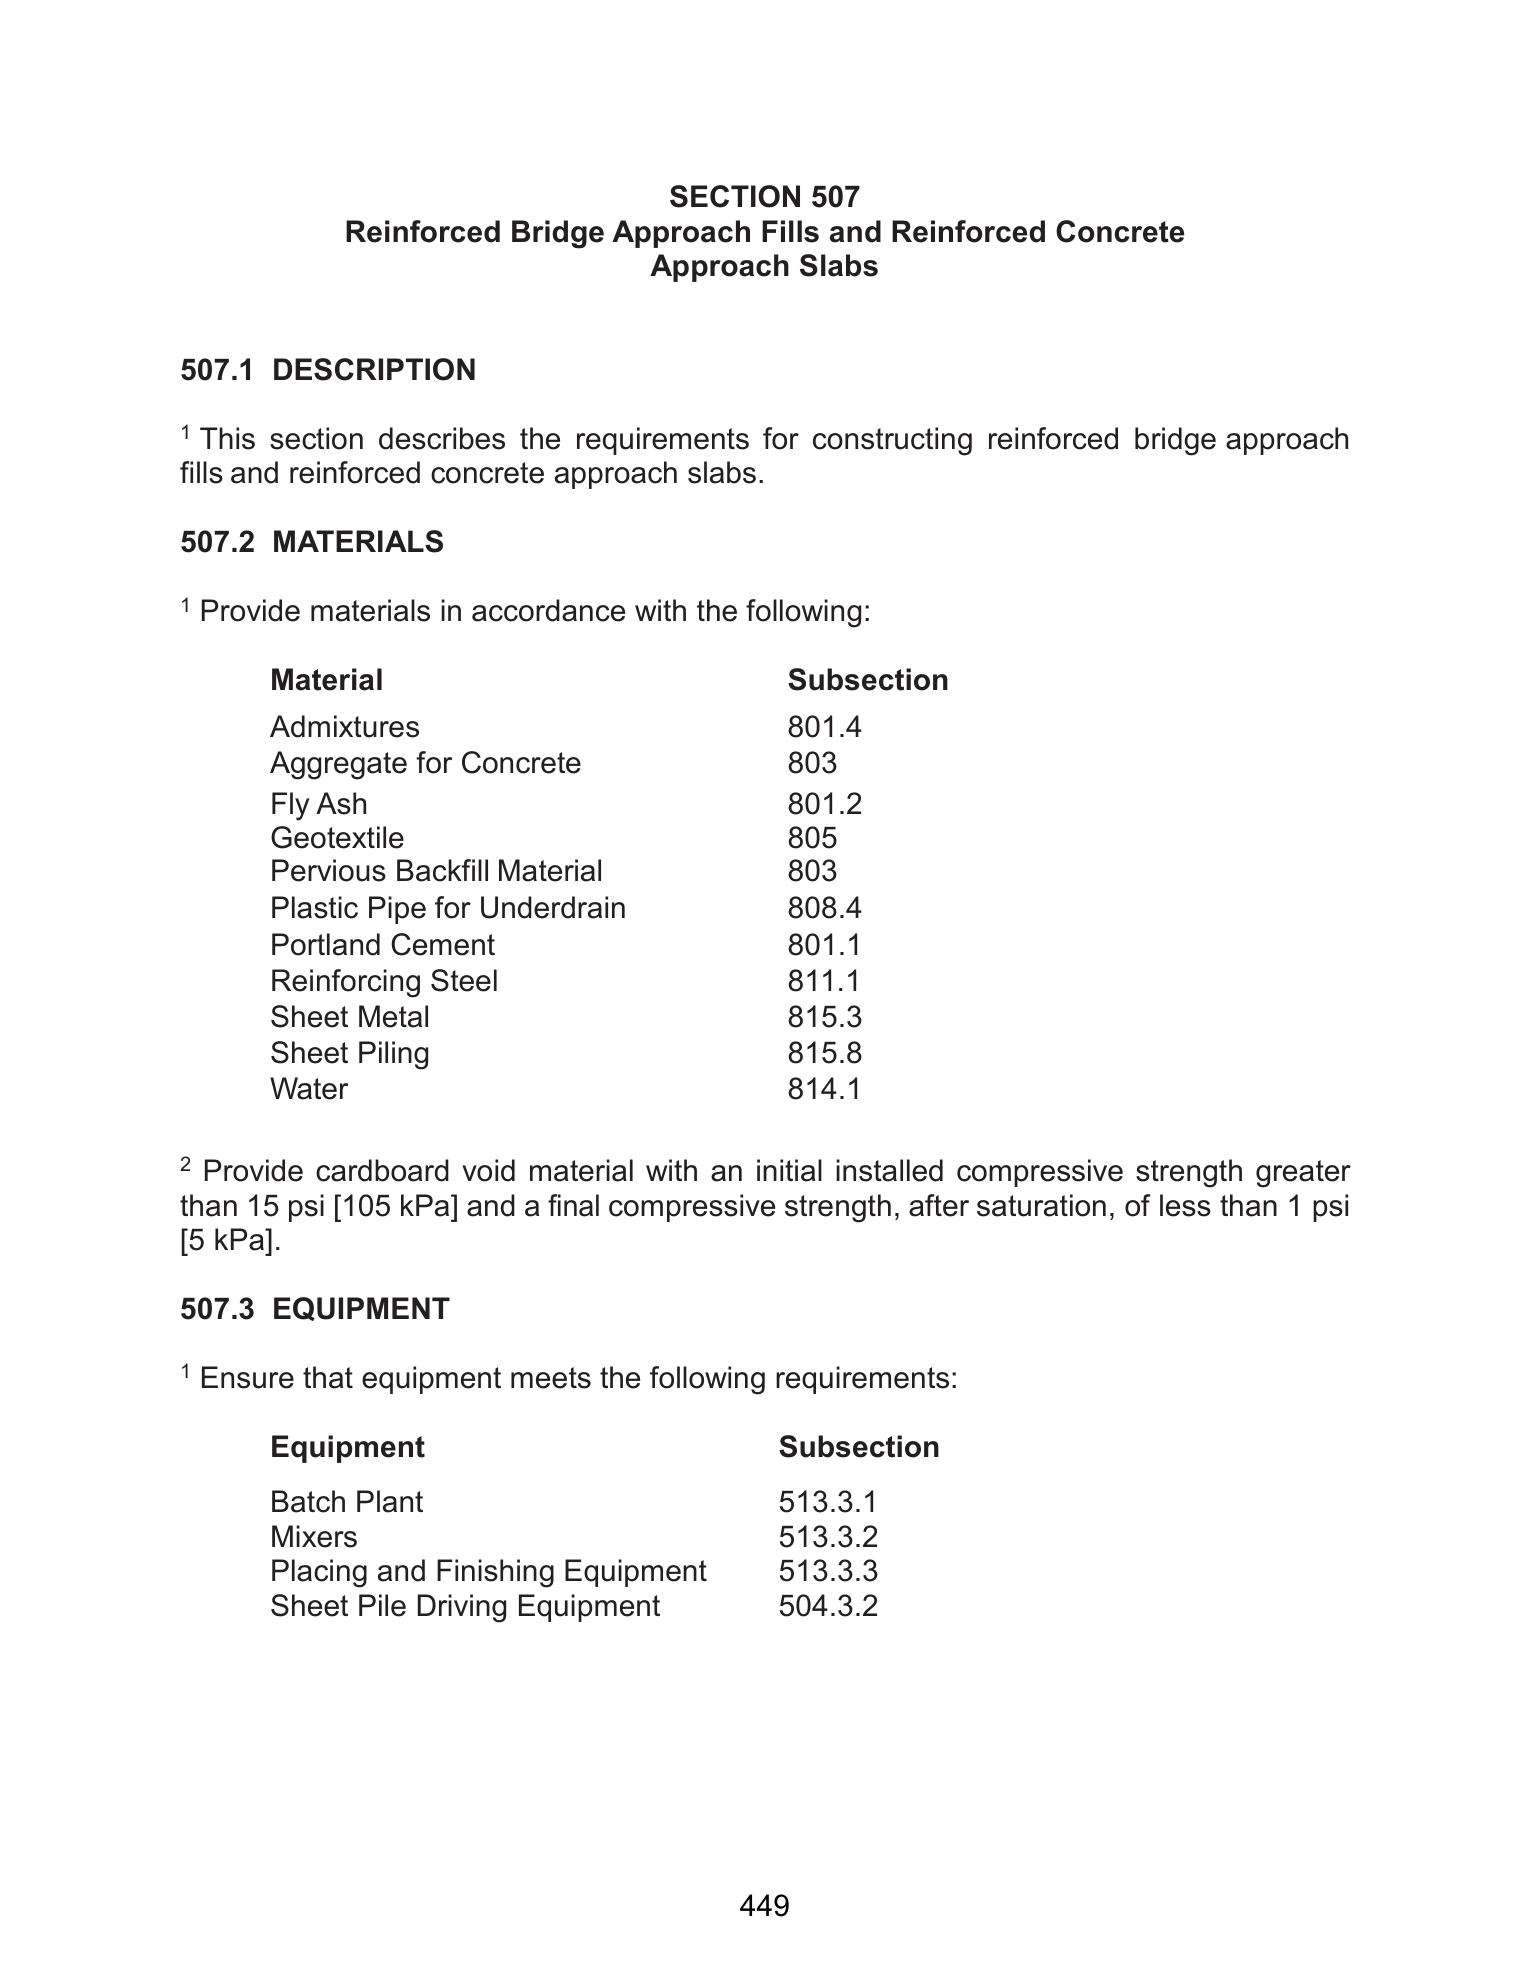 SECTION 507
Reinforced Bridge Approach Fills and Reinforced Concrete
Approach Slabs
507.1 DESCRIPTION
1 This section describes the requirements for constructing reinforced bridge approach
fills and reinforced concrete approach slabs.
507.2 MATERIALS
1 Provide materials in accordance with the following:
Material Subsection
Admixtures 801.4
Aggregate for Concrete 803
Fly Ash 801.2
Geotextile 805
Pervious Backfill Material 803
Plastic Pipe for Underdrain 808.4
Portland Cement 801.1
Reinforcing Steel 811.1
Sheet Metal 815.3
Sheet Piling 815.8
Water 814.1
2 Provide cardboard void material with an initial installed compressive strength greater
than 15 psi [105 kPa] and a final compressive strength, after saturation, of less than 1 psi
[5 kPa].
507.3 EQUIPMENT
1 Ensure that equipment meets the following requirements:
Equipment Subsection
Batch Plant 513.3.1
Mixers 513.3.2
Placing and Finishing Equipment 513.3.3
Sheet Pile Driving Equipment 504.3.2
449